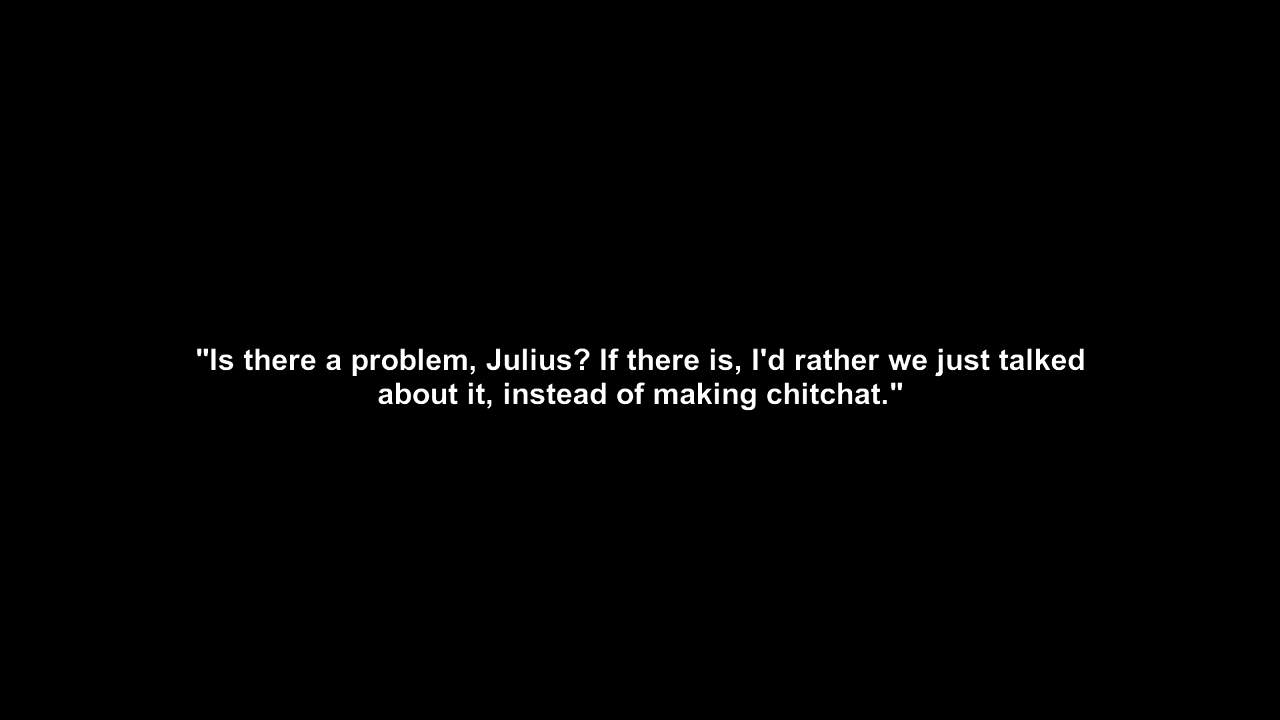 "Is there a problem, Julius? If there is, I'd rather we just talked
about it, instead of making chitchat."